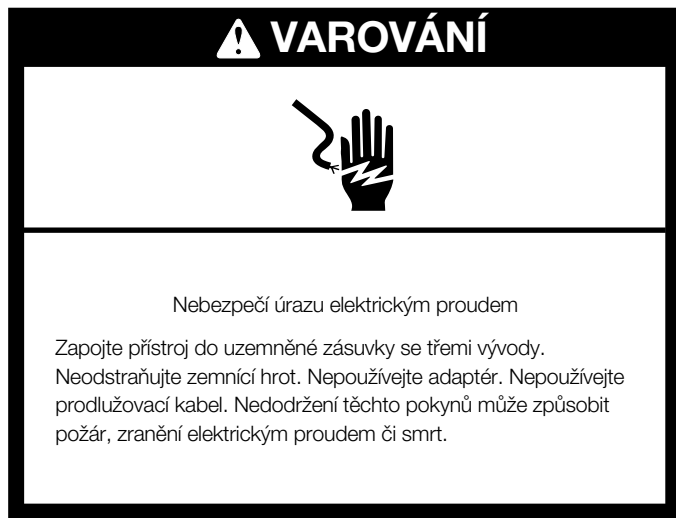 VAROVÁNÍ
Nebezpečí úrazu elektrickým proudem
Zapojte přístroj do uzemněné zásuvky se třemi vývody.
Neodstraňujte zemnící hrot. Nepoužívejte adaptér. Nepoužívejte
prodlužovací kabel. Nedodržení těchto pokynů může způsobit
požár, zranění elektrickým proudem či smrt.